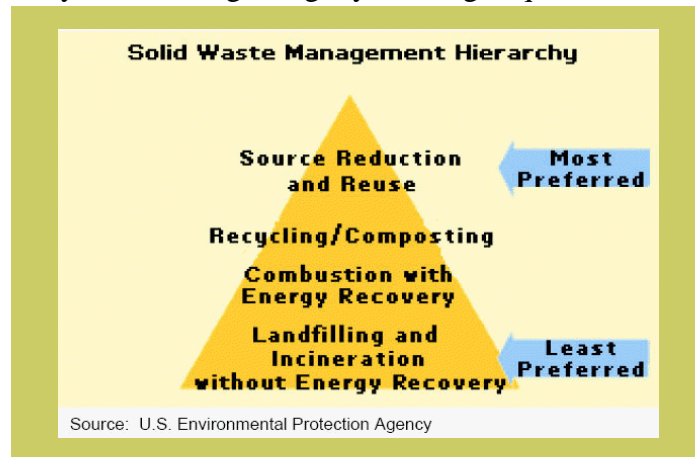 Solid Waste Management Hierarchy
Source Reduction
and Reuse
Most
Preferred
Recycling/Composting
Combustion with
Energy Recovery
Landfilling and
Incineration
without Energy Recovery
Least
Preferred
Source: U.S. Environmental Protection Agency